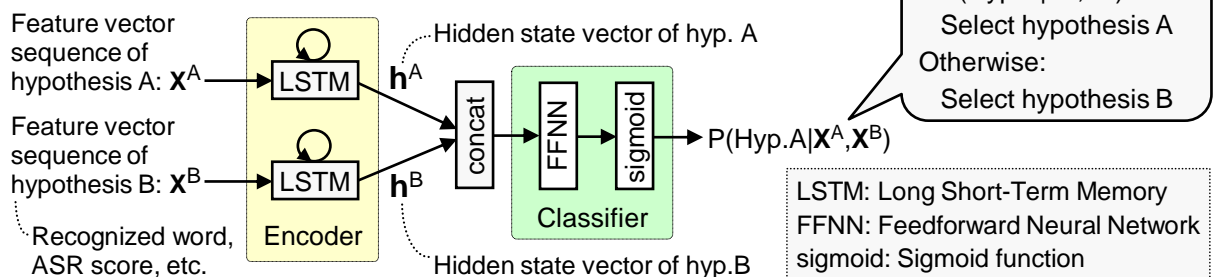 Select hypothesis A
Otherwise:
Select hypothesis B
Feature vector
sequence of
hypothesis A: X^A
LSTM
h^A
Hidden state vector of hyp. A
Feature vector
sequence of
hypothesis B: X^B
LSTM
h^B
Hidden state vector of hyp.B
Recognized word,
ASR score, etc.
Encoder
concat
FFNN
sigmoid
Classifier
P(Hyp.A|X^A,X^B)
LSTM: Long Short-Term Memory
FFNN: Feedforward Neural Network
sigmoid: Sigmoid function